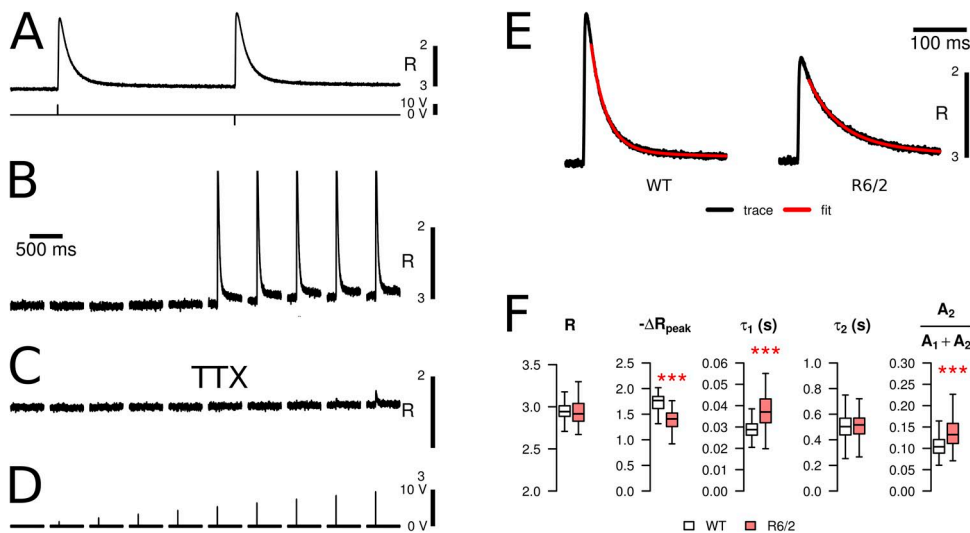 A
2
R
3
10 V
0 V
B
500 ms
2
R
3
C
TTX
2
R
3
D
10 V
0 V
E
100 ms
2
R
3
WT
R6/2
trace
fit
F
R
3.5
3.0
2.5
2.0
-ΔRpeak
***
2.5
2.0
1.5
1.0
0.5
0.0
τ1 (s)
***
0.06
0.05
0.04
0.03
0.02
0.01
0.00
τ2 (s)
1.0
0.8
0.6
0.4
0.2
0.0
A2
A1 + A2
***
0.30
0.25
0.20
0.15
0.10
0.05
0.00
WT
R6/2